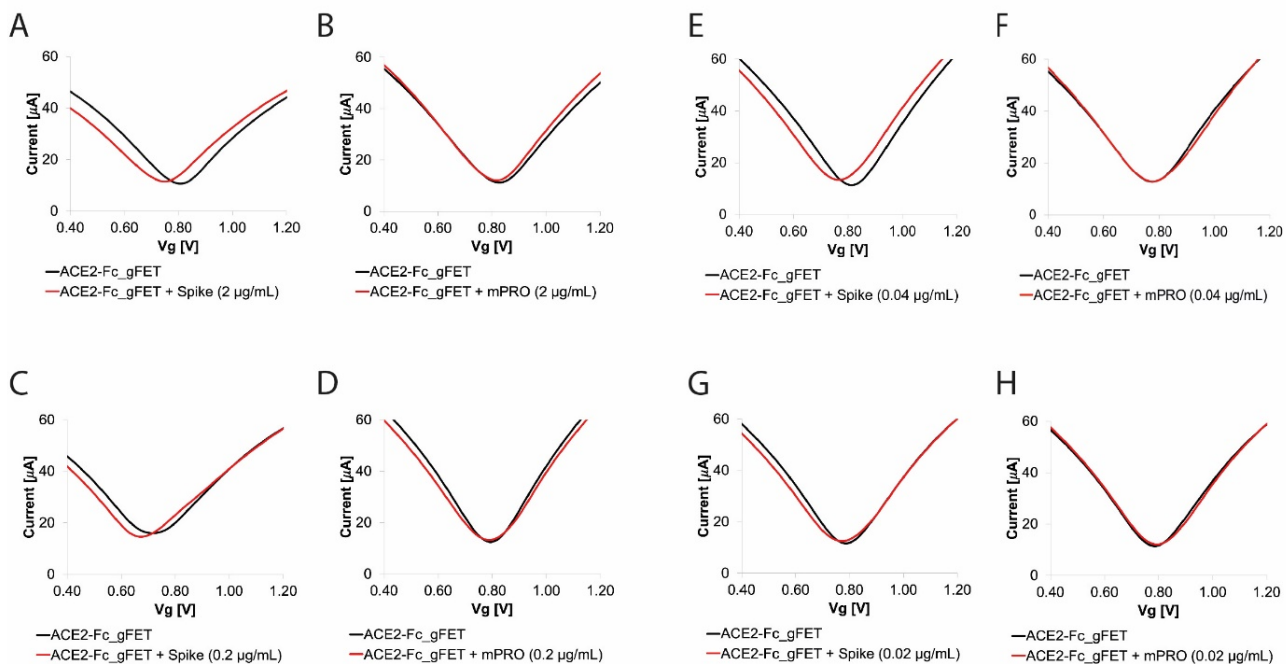 A
60
40
20
0
Current [µA]
0.40 0.60 0.80 1.00 1.20
Vg [V]
ACE2-Fc_gFET
ACE2-Fc_gFET + Spike (2 µg/mL)
B
60
40
20
0
Current [µA]
0.40 0.60 0.80 1.00 1.20
Vg [V]
ACE2-Fc_gFET
ACE2-Fc_gFET + mPRO (2 µg/mL)
E
60
40
20
0
Current [µA]
0.40 0.60 0.80 1.00 1.20
Vg [V]
ACE2-Fc_gFET
ACE2-Fc_gFET + Spike (0.04 µg/mL)
F
60
40
20
0
Current [µA]
0.40 0.60 0.80 1.00 1.20
Vg [V]
ACE2-Fc_gFET
ACE2-Fc_gFET + mPRO (0.04 µg/mL)
C
60
40
20
0
Current [µA]
0.40 0.60 0.80 1.00 1.20
Vg [V]
ACE2-Fc_gFET
ACE2-Fc_gFET + Spike (0.2 µg/mL)
D
60
40
20
0
Current [µA]
0.40 0.60 0.80 1.00 1.20
Vg [V]
ACE2-Fc_gFET
ACE2-Fc_gFET + mPRO (0.2 µg/mL)
G
60
40
20
0
Current [µA]
0.40 0.60 0.80 1.00 1.20
Vg [V]
ACE2-Fc_gFET
ACE2-Fc_gFET + Spike (0.02 µg/mL)
H
60
40
20
0
Current [µA]
0.40 0.60 0.80 1.00 1.20
Vg [V]
ACE2-Fc_gFET
ACE2-Fc_gFET + mPRO (0.02 µg/mL)